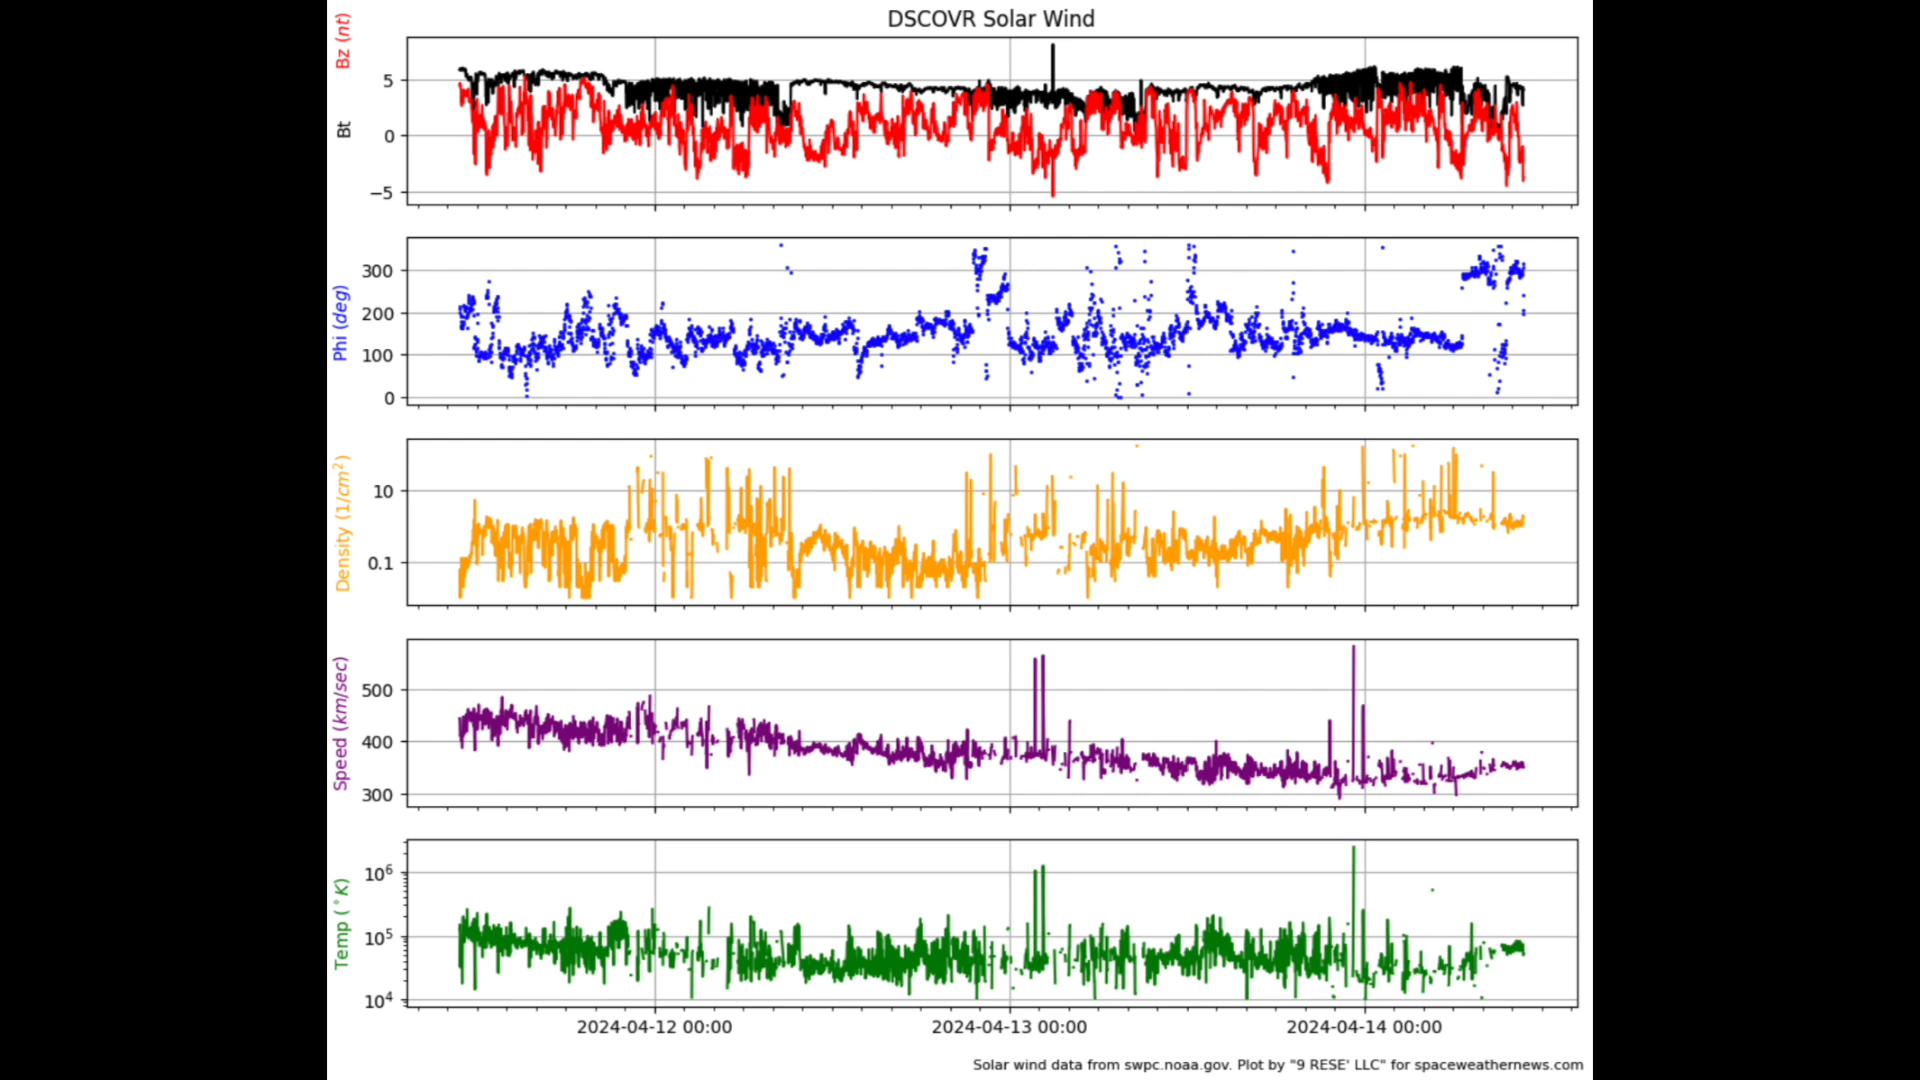 DSCOVR Solar Wind
Bt Bz (nt)
5
0
−5
Phi (deg)
300
200
100
0
Density (1/cm²)
10
0.1
Speed (km/sec)
500
400
300
Temp (°K)
10⁶
10⁵
10⁴
2024-04-12 00:00 2024-04-13 00:00 2024-04-14 00:00
Solar wind data from swpc.noaa.gov. Plot by "9 RESE' LLC" for spaceweathernews.com